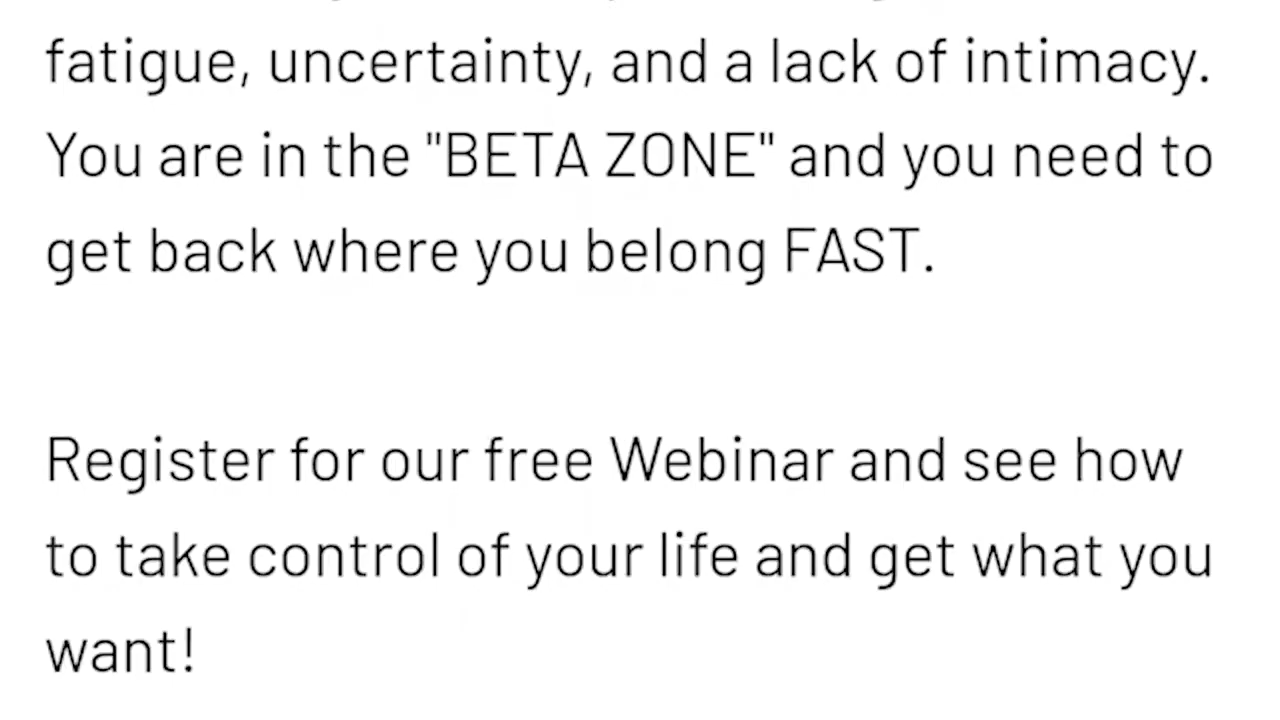 fatigue, uncertainty, and a lack of intimacy.
You are in the "BETA ZONE" and you need to
get back where you belong FAST.
Register for our free Webinar and see how
to take control of your life and get what you
want!